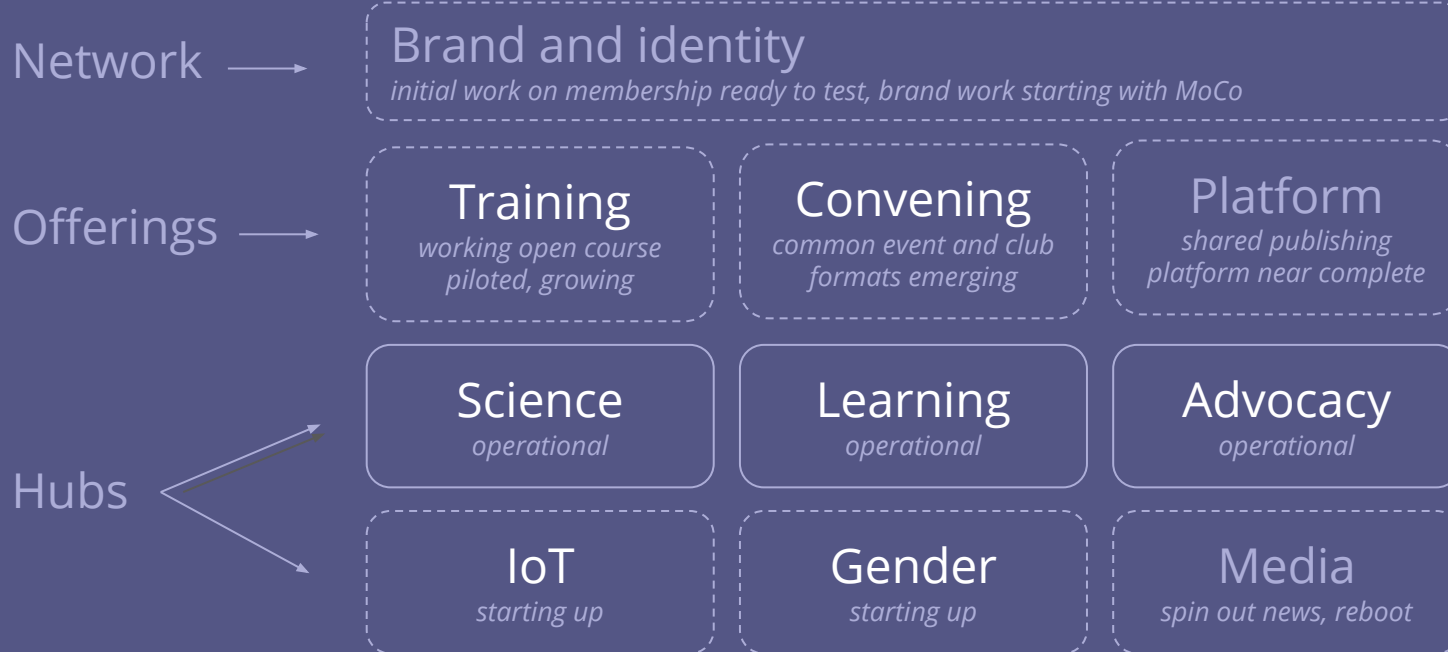 Network
Brand and identity
initial work on membership ready to test, brand work starting with MoCo
Offerings
Training
working open course
piloted, growing
Convening
common event and club
formats emerging
Platform
shared publishing
platform near complete
Hubs
Science
operational
Learning
operational
Advocacy
operational
IoT
starting up
Gender
starting up
Media
spin out news, reboot